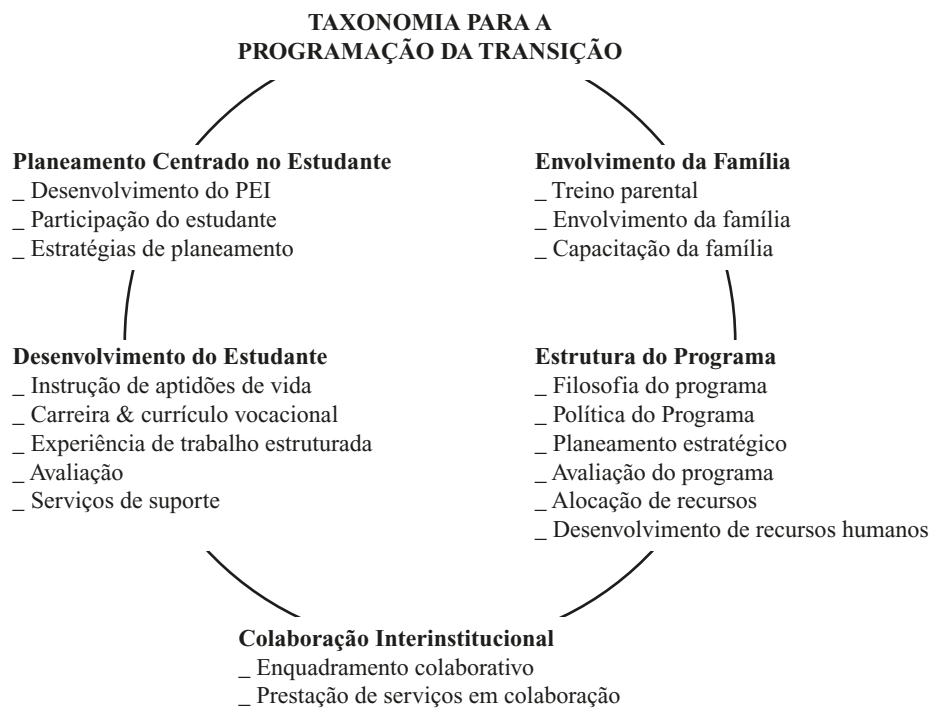 TAXONOMIA PARA A
PROGRAMAÇÃO DA TRANSIÇÃO
Planeamento Centrado no Estudante
_ Desenvolvimento do PEI
_ Participação do estudante
_ Estratégias de planeamento
Envolvimento da Família
_ Treino parental
_ Envolvimento da família
_ Capacitação da família
Desenvolvimento do Estudante
_ Instrução de aptidões de vida
_ Carreira & currículo vocacional
_ Experiência de trabalho estruturada
_ Avaliação
_ Serviços de suporte
Estrutura do Programa
_ Filosofia do programa
_ Política do Programa
_ Planeamento estratégico
_ Avaliação do programa
_ Alocação de recursos
_ Desenvolvimento de recursos humanos
Colaboração Interinstitucional
_ Enquadramento colaborativo
_ Prestação de serviços em colaboração